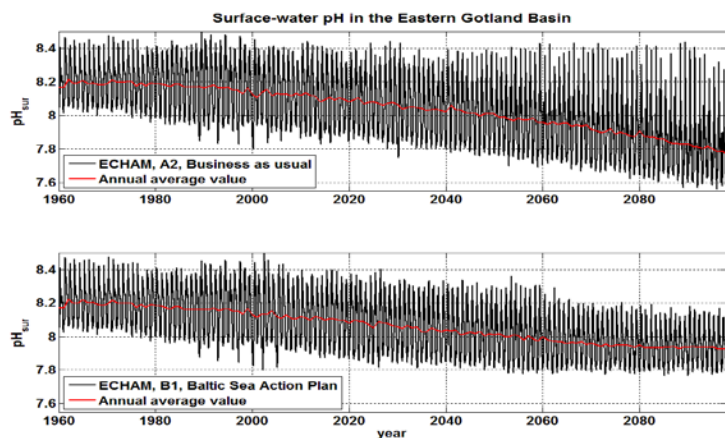 Surface-water pH in the Eastern Gotland Basin
8.4
8.2
8
7.8
7.6
pHsur
ECHAM, A2, Business as usual
Annual average value
1960 1980 2000 2020 2040 2060 2080
8.4
8.2
8
7.8
7.6
pHsur
ECHAM, B1, Baltic Sea Action Plan
Annual average value
1960 1980 2000 2020 2040 2060 2080
year